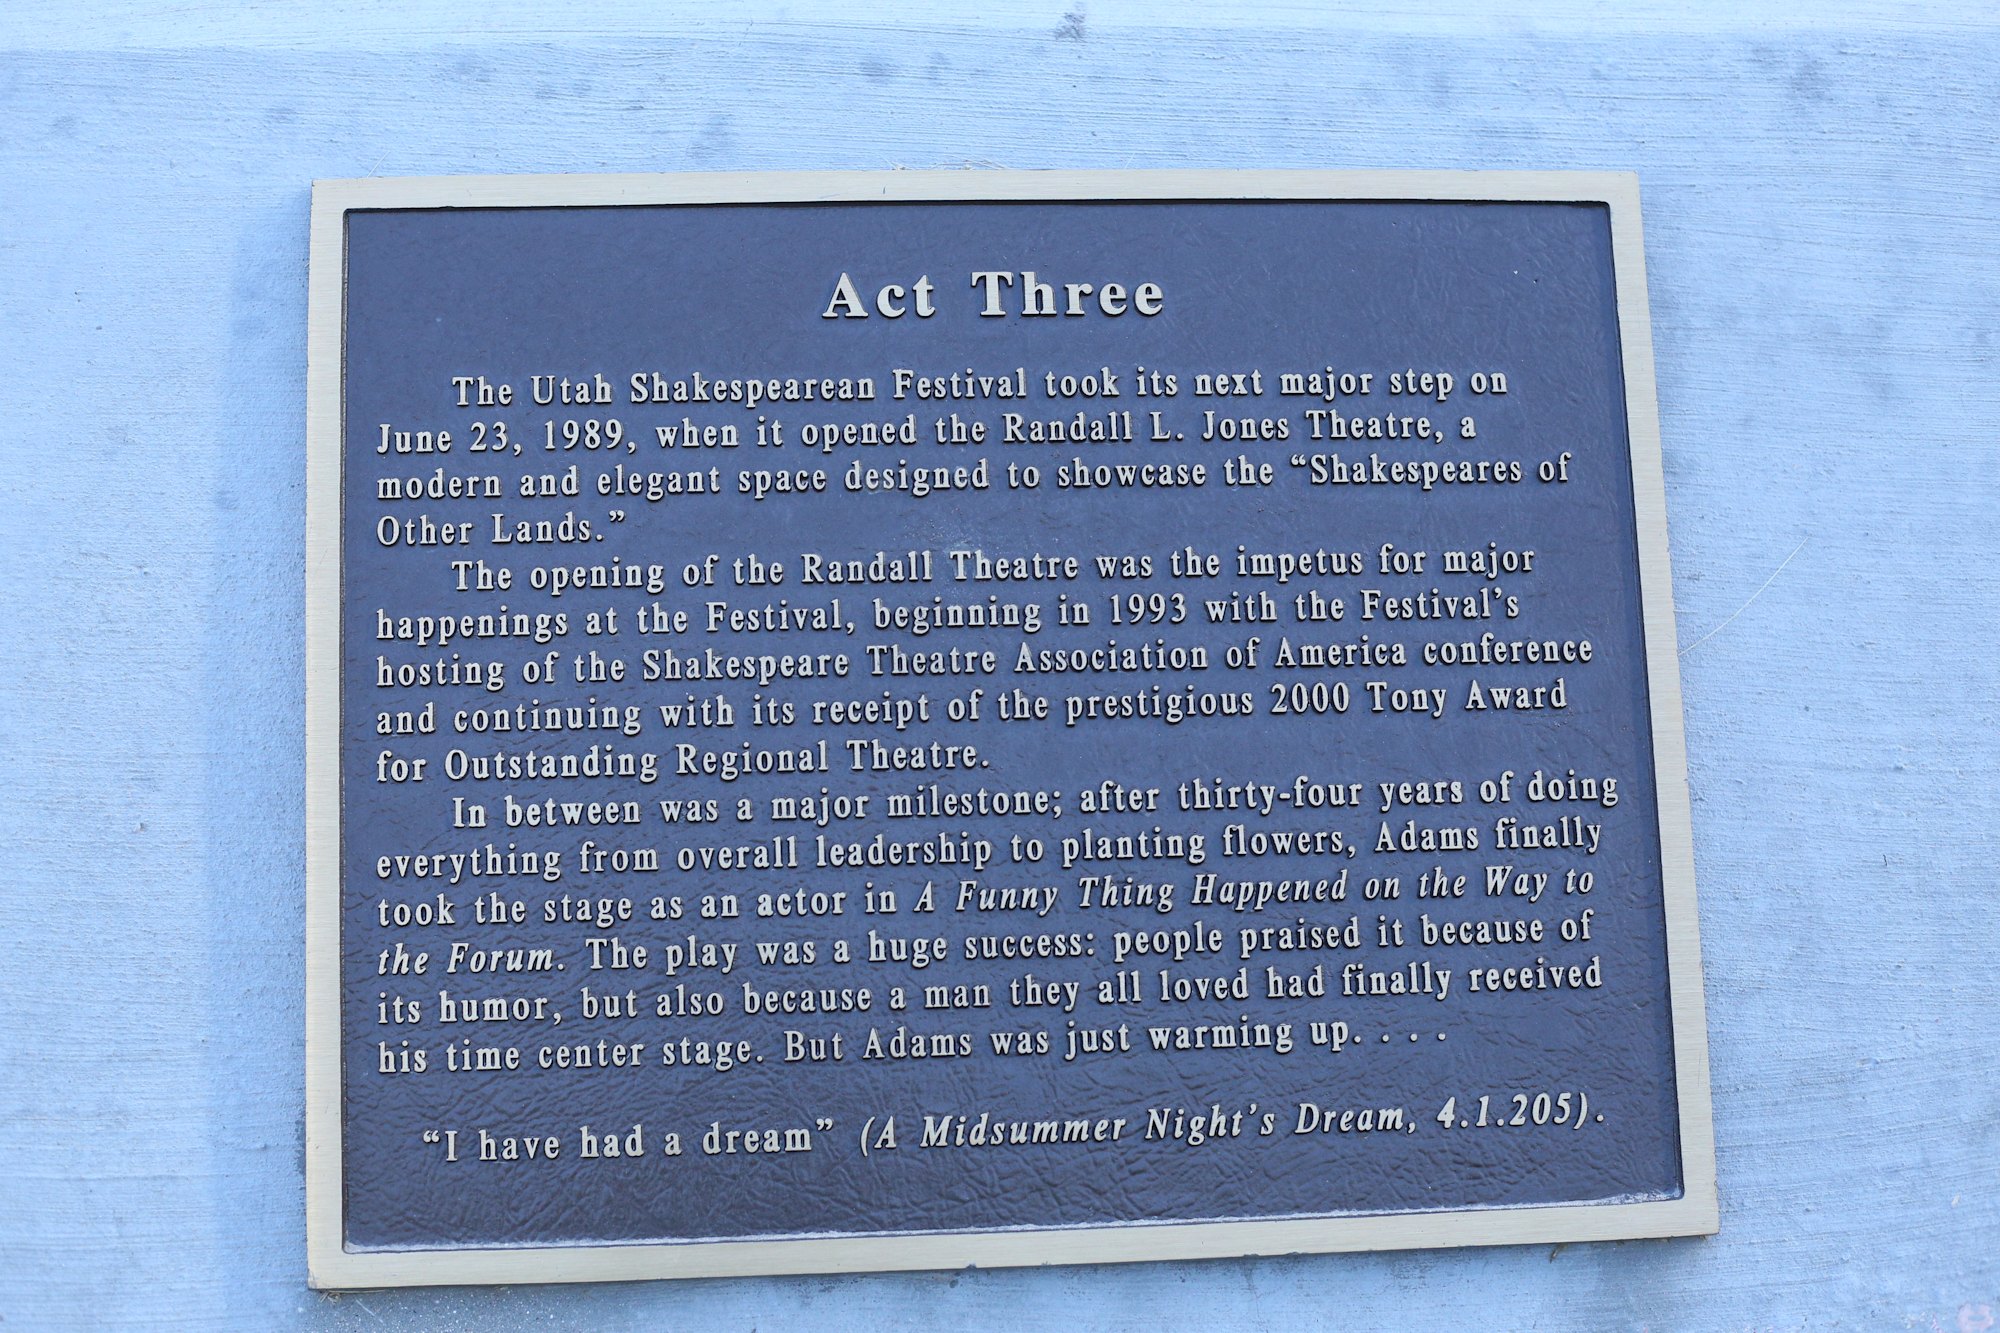 Act Three
The Utah Shakespearean Festival took its next major step on
June 23, 1989, when it opened the Randall L. Jones Theatre, a
modern and elegant space designed to showcase the “Shakespeares of
Other Lands.”
The opening of the Randall Theatre was the impetus for major
happenings at the Festival, beginning in 1993 with the Festival’s
hosting of the Shakespeare Theatre Association of America conference
and continuing with its receipt of the prestigious 2000 Tony Award
for Outstanding Regional Theatre.
In between was a major milestone; after thirty-four years of doing
everything from overall leadership to planting flowers, Adams finally
took the stage as an actor in A Funny Thing Happened on the Way to
the Forum. The play was a huge success: people praised it because of
its humor, but also because a man they all loved had finally received
his time center stage. But Adams was just warming up. . . .
“I have had a dream” (A Midsummer Night’s Dream, 4.1.205).